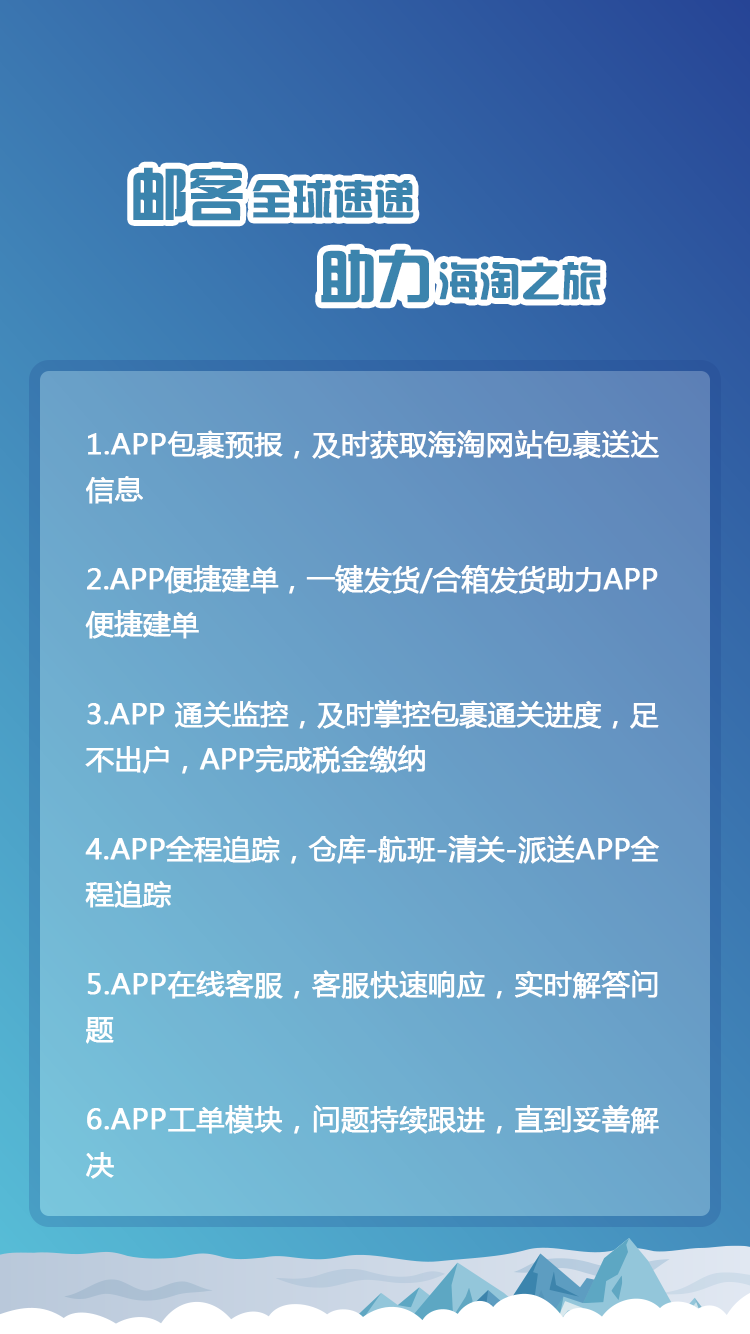 邮客全球速递
助力海淘之旅
1.APP包裹预报，及时获取海淘网站包裹送达
信息
2.APP便捷建单，一键发货/合箱发货助力APP
便捷建单
3.APP 通关监控，及时掌控包裹通关进度，足
不出户，APP完成税金缴纳
4.APP全程追踪，仓库-航班-清关-派送APP全
程追踪
5.APP在线客服，客服快速响应，实时解答问
题
6.APP工单模块，问题持续跟进，直到妥善解
决